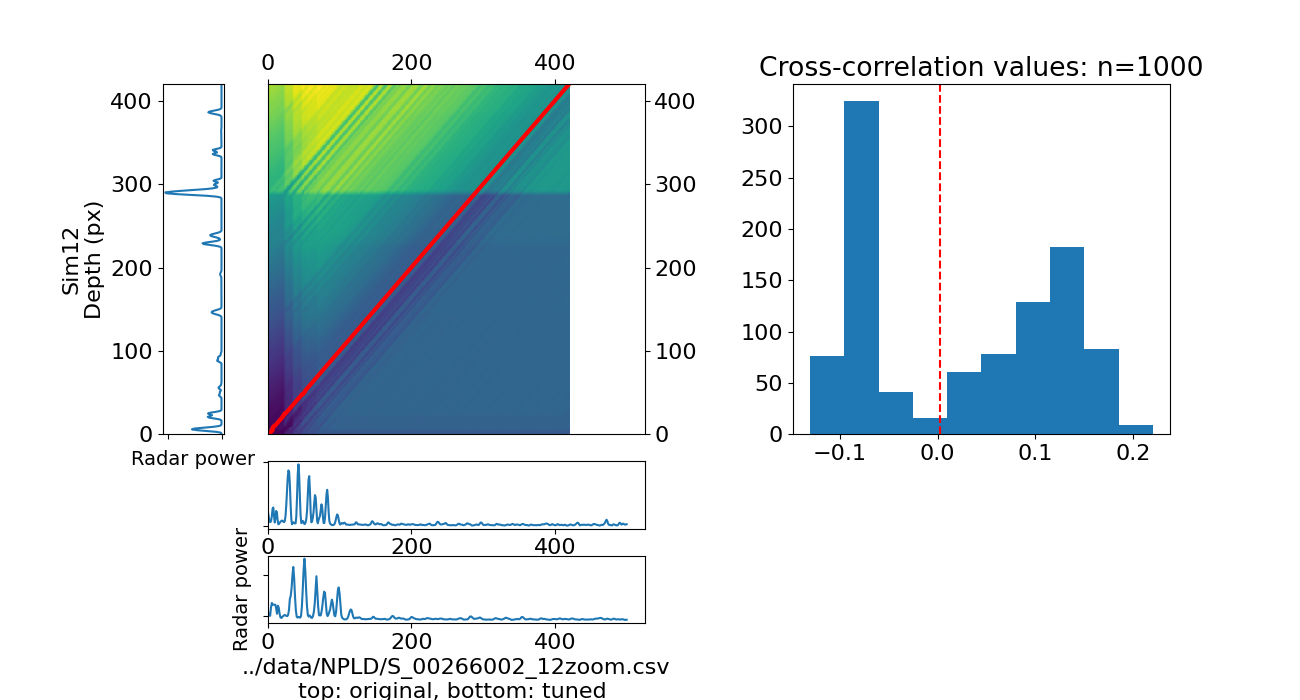 0 200 400
Cross-correlation values: n=1000
400
300
200
100
0
Sim12
Depth (px)
400
300
200
100
0
300
250
200
150
100
50
0
−0.1 0.0 0.1 0.2
Radar power
0 200 400
Radar power
0 200 400
../data/NPLD/S_00266002_12zoom.csv
top: original, bottom: tuned